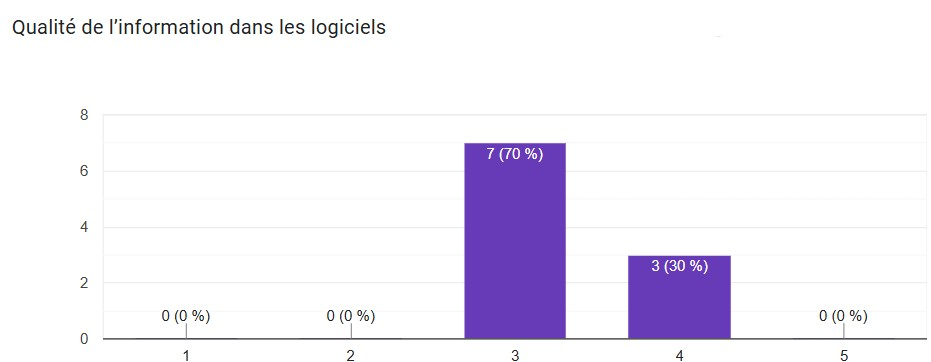 Qualité de l’information dans les logiciels
8
6
4
2
0
0 (0 %)
0 (0 %)
7 (70 %)
3 (30 %)
0 (0 %)
1
2
3
4
5